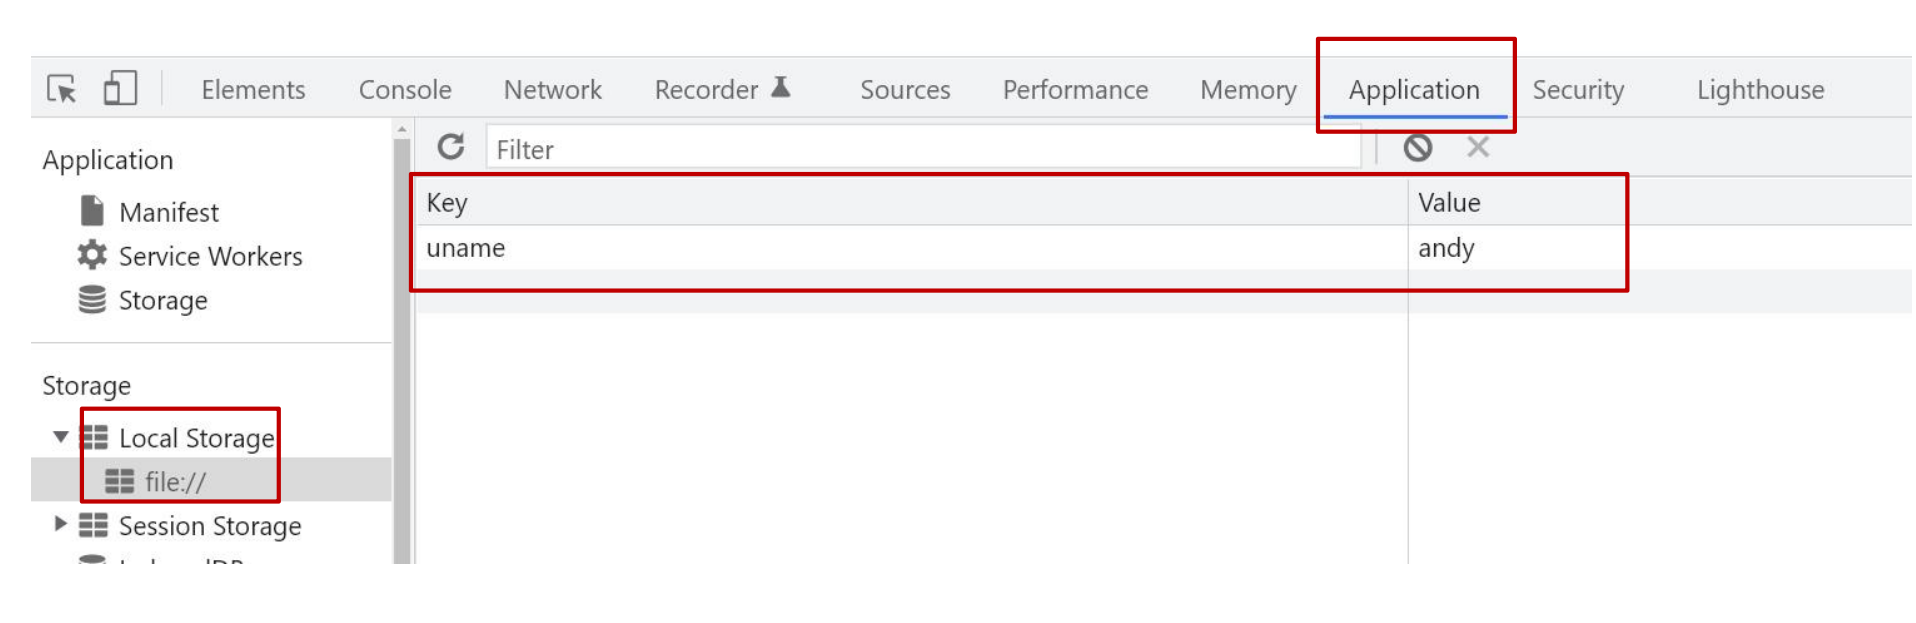 Elements Console Network Recorder Sources Performance Memory Application Security Lighthouse
Application
Manifest
Service Workers
Storage
Storage
Local Storage
file://
Session Storage
Filter
Key Value
uname andy